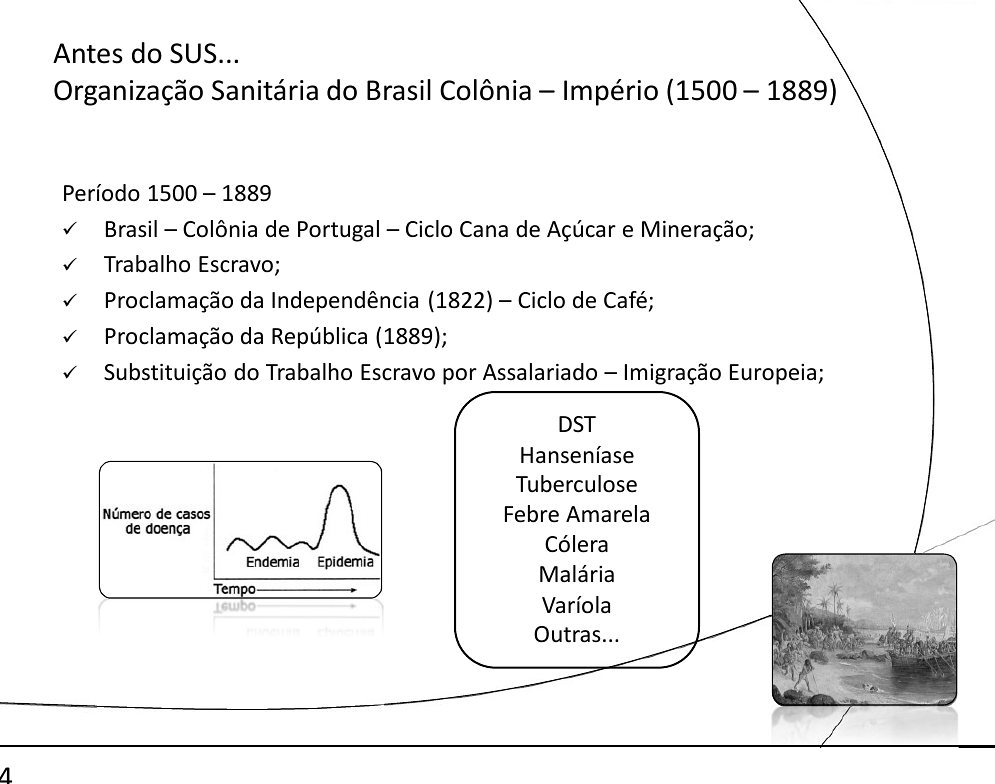 Antes do SUS...
Organização Sanitária do Brasil Colônia – Império (1500 – 1889)
Período 1500 – 1889
✓ Brasil – Colônia de Portugal – Ciclo Cana de Açúcar e Mineração;
✓ Trabalho Escravo;
✓ Proclamação da Independência (1822) – Ciclo de Café;
✓ Proclamação da República (1889);
✓ Substituição do Trabalho Escravo por Assalariado – Imigração Europeia;
DST
Hanseníase
Tuberculose
Febre Amarela
Cólera
Malária
Varíola
Outras...
Número de casos
de doença
Endemia Epidemia
Tempo
4